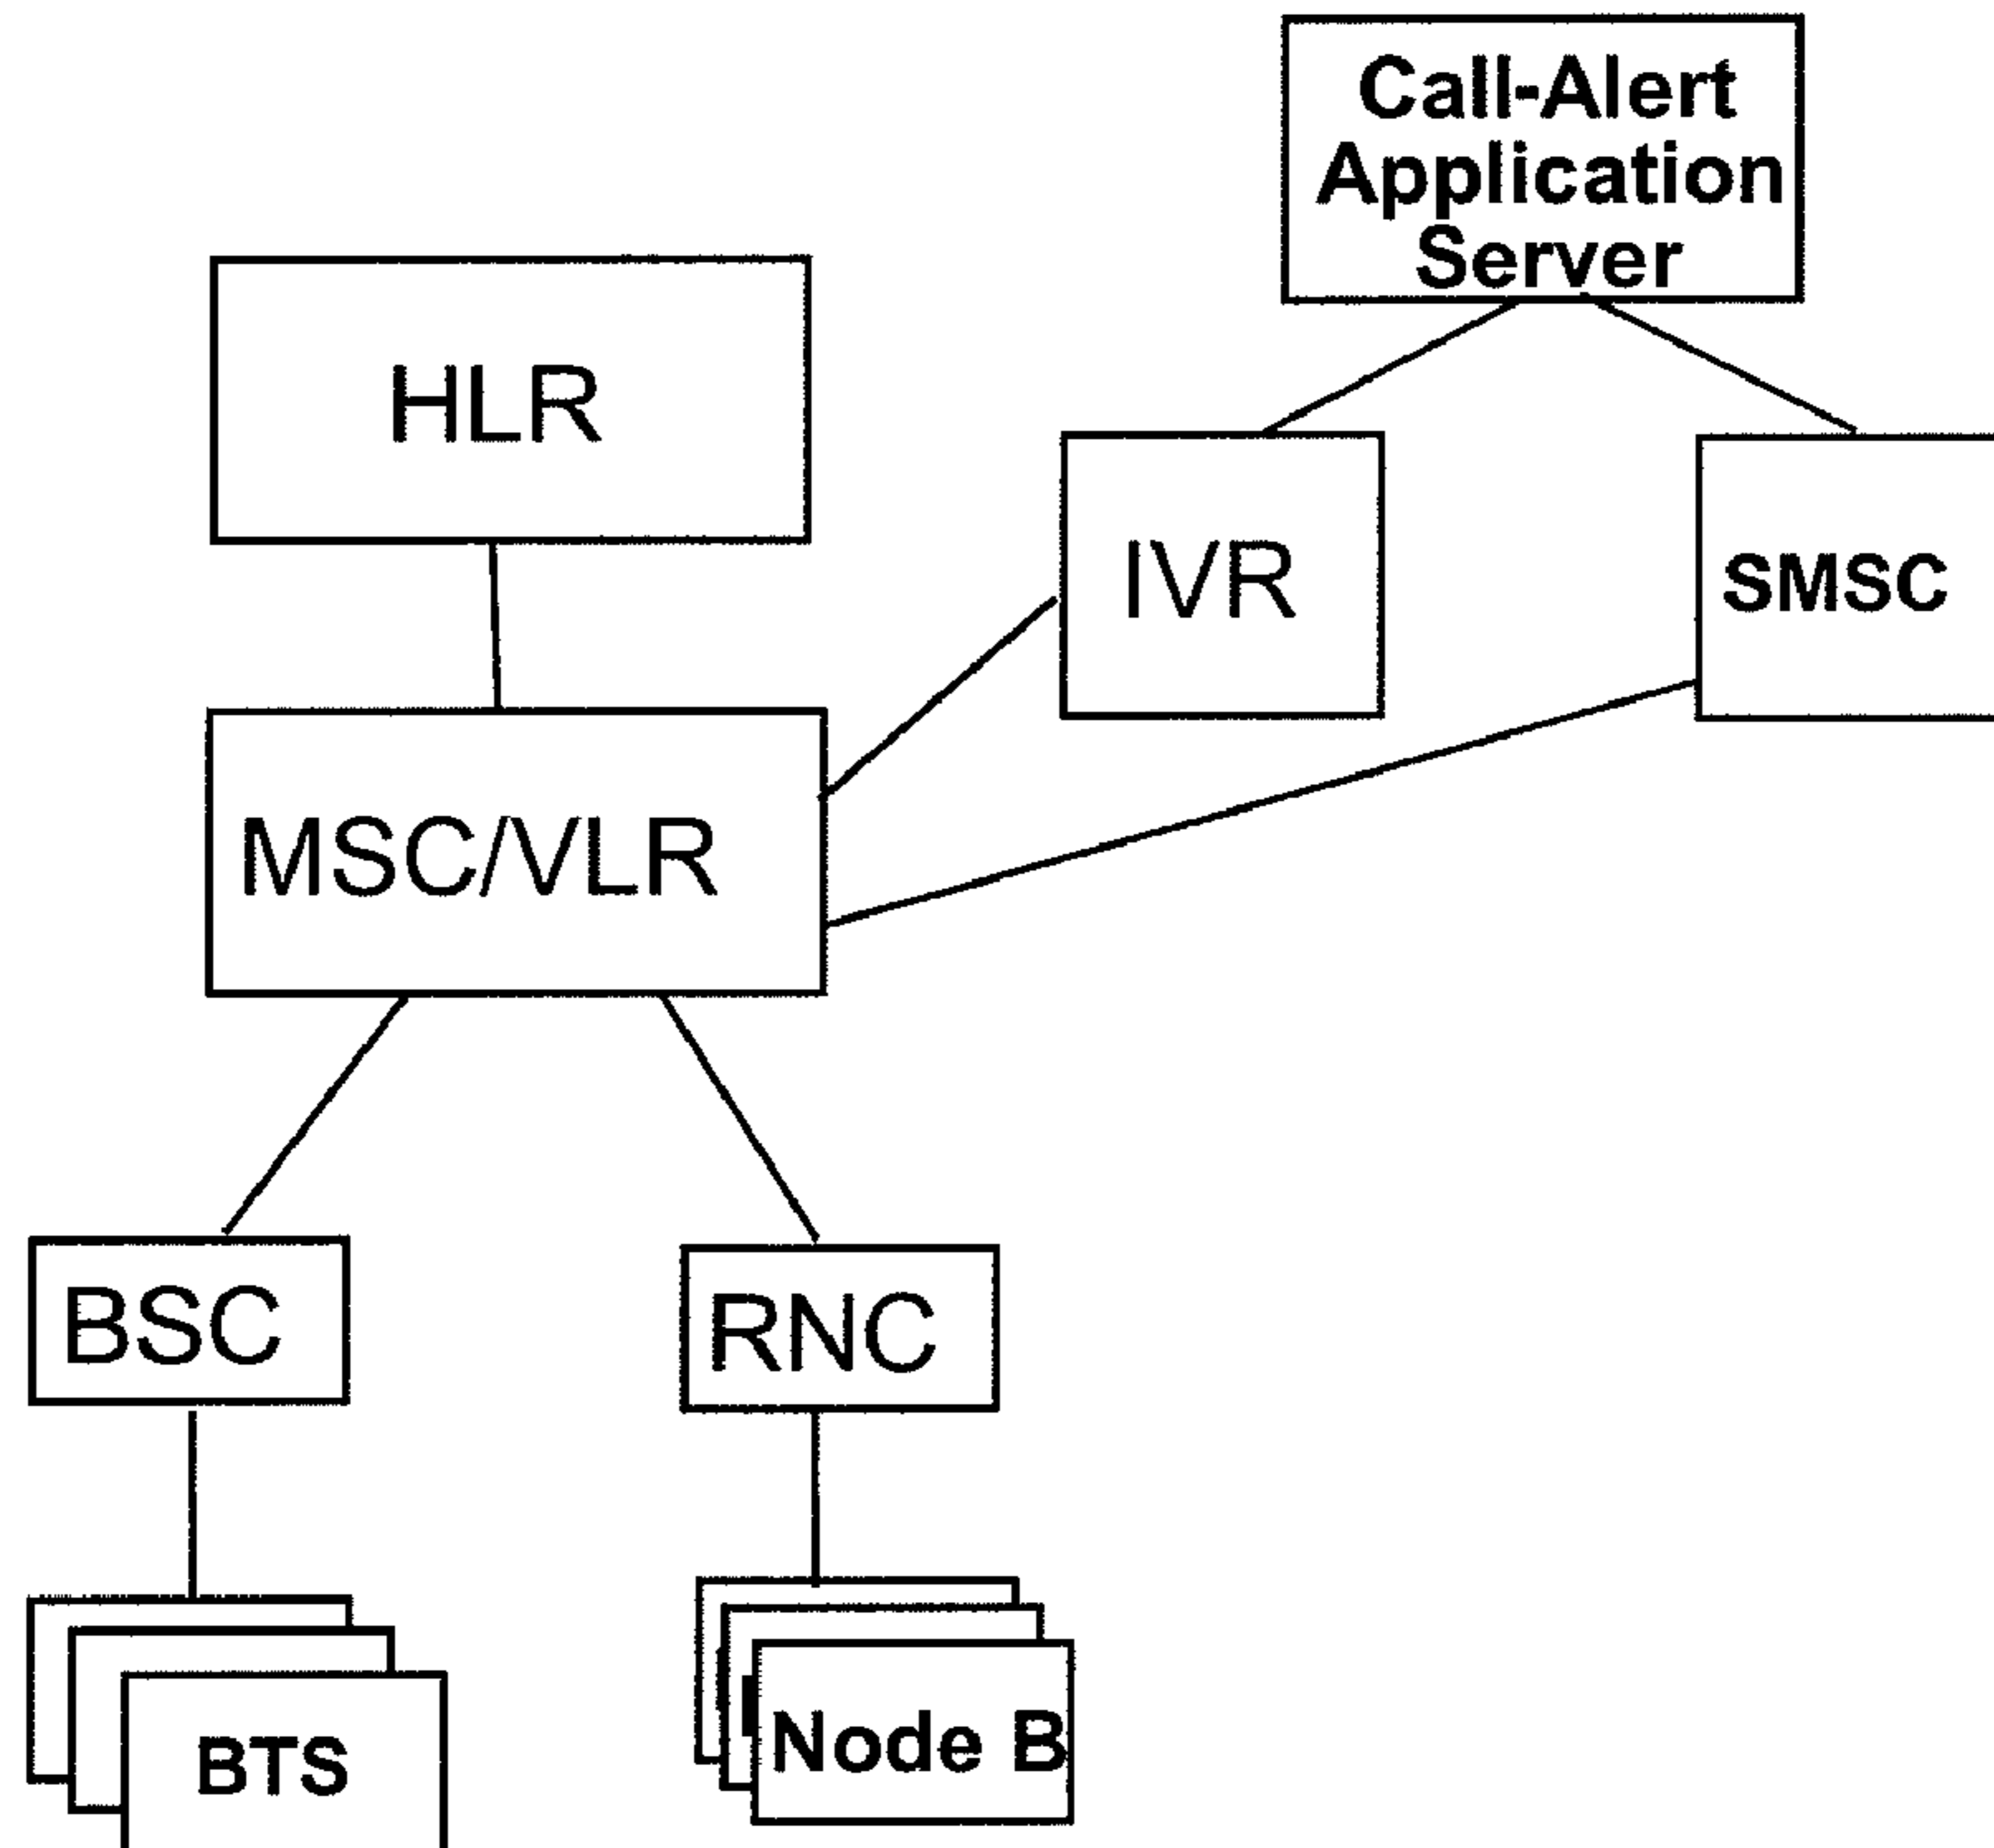 Call-Alert
Application
Server
HLR
IVR
SMSC
MSC/VLR
BSC
RNC
BTS
Node B